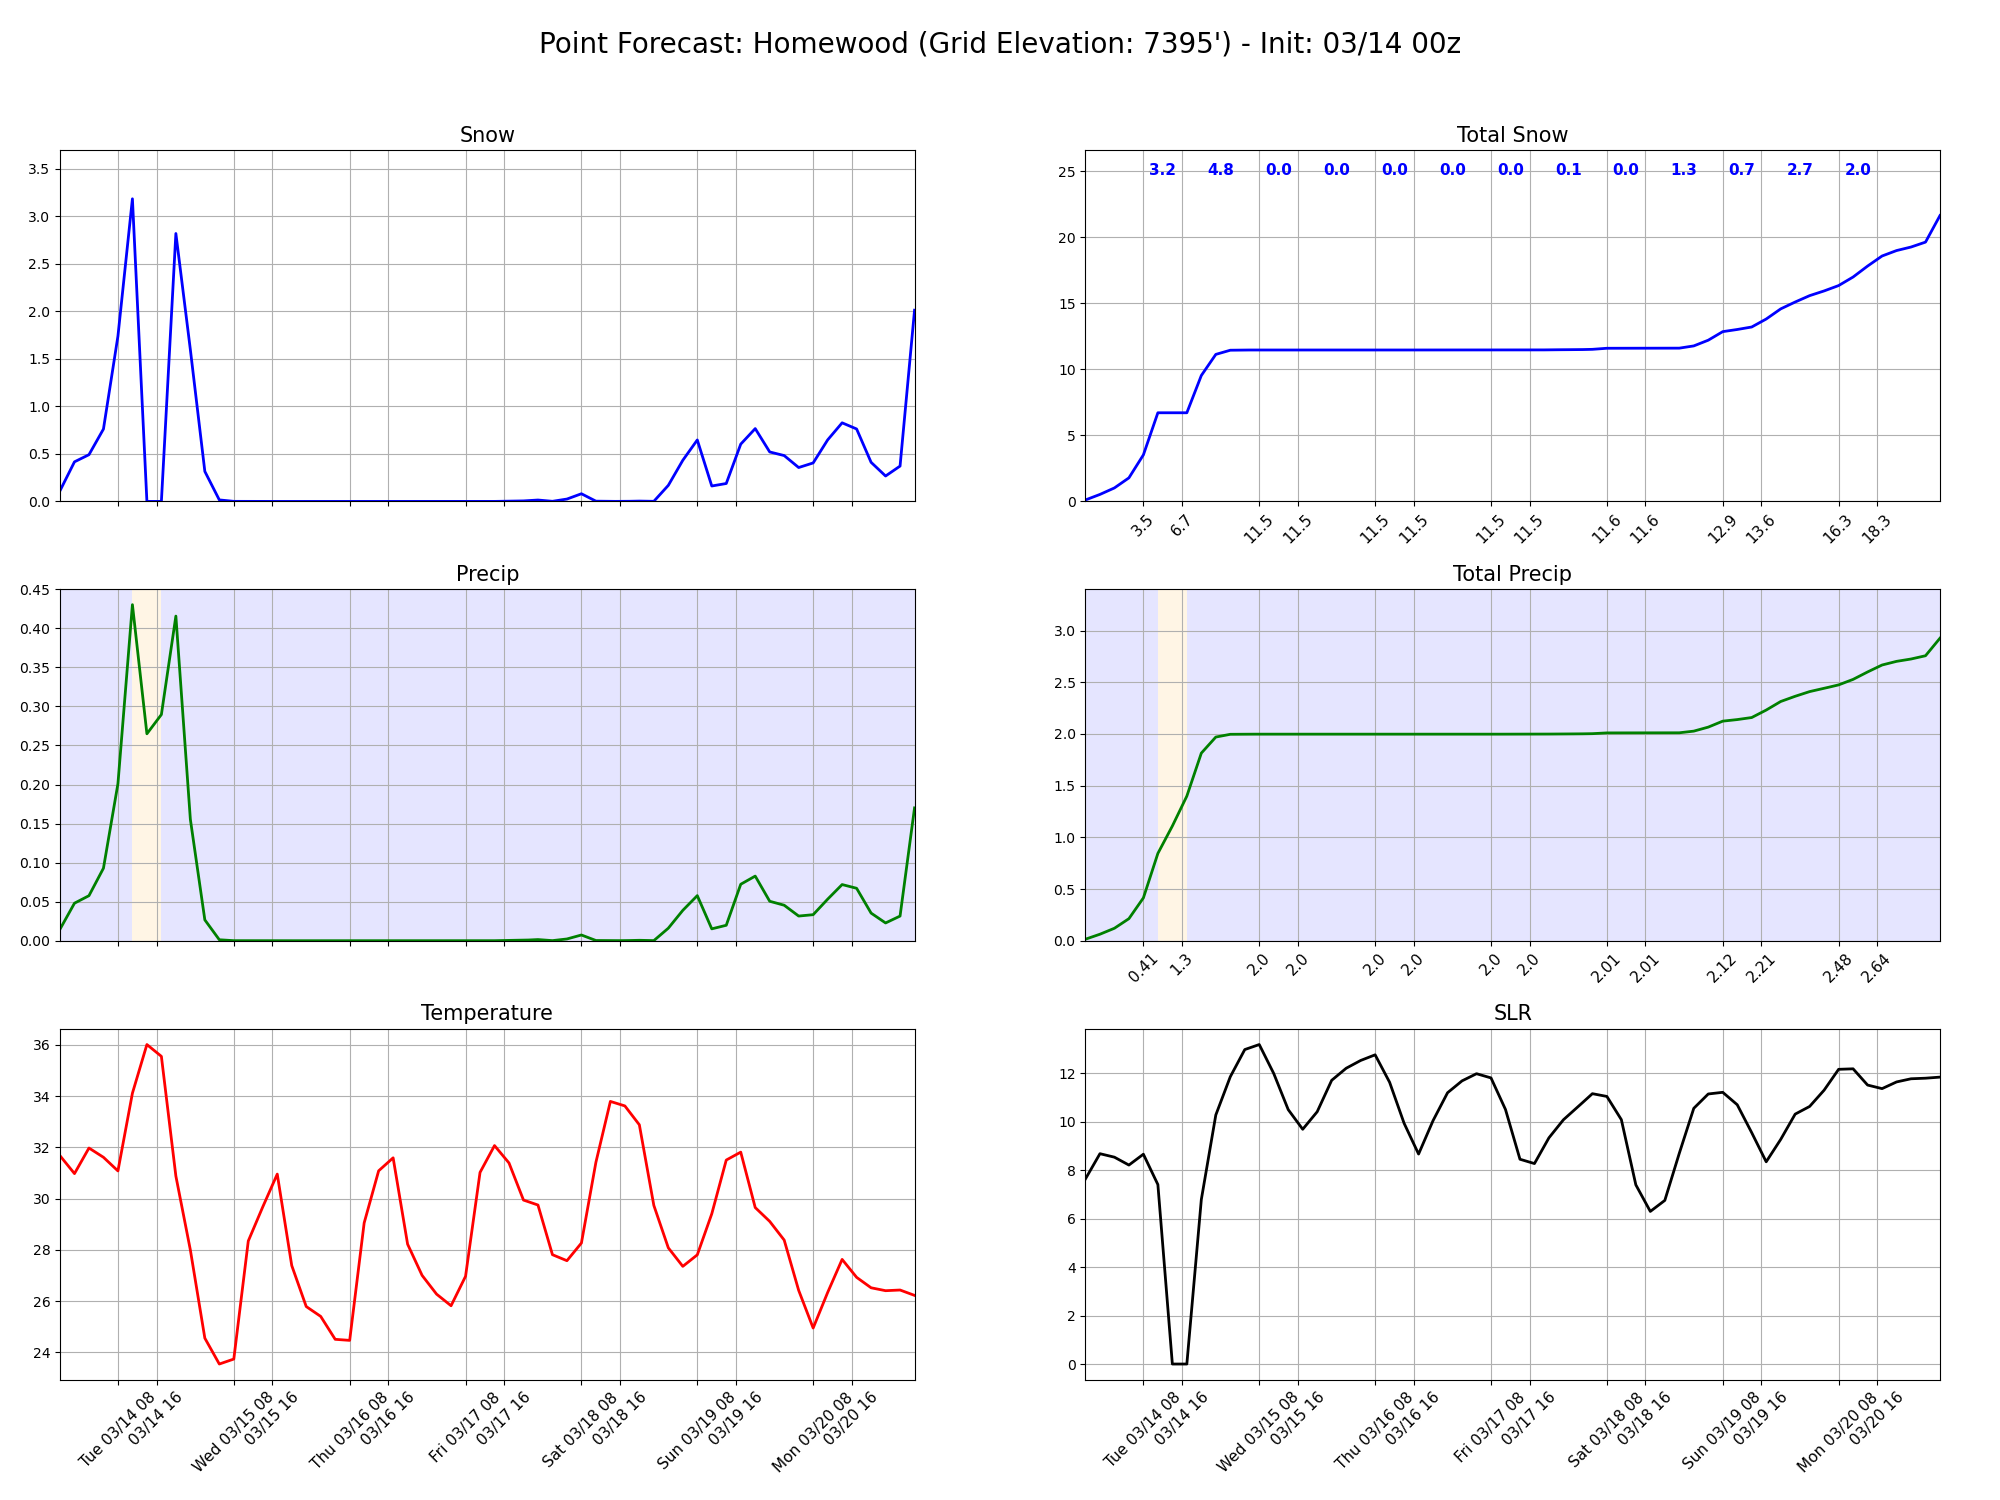 Point Forecast: Homewood (Grid Elevation: 7395') - Init: 03/14 00z
Snow
3.5
3.0
2.5
2.0
1.5
1.0
0.5
0.0
Total Snow
3.2 4.8 0.0 0.0 0.0 0.0 0.0 0.1 0.0 1.3 0.7 2.7 2.0
25
20
15
10
5
0
3.5 6.7 11.5 11.5 11.5 11.5 11.5 11.5 11.6 11.6 12.9 13.6 16.3 18.3
Precip
0.45
0.40
0.35
0.30
0.25
0.20
0.15
0.10
0.05
0.00
Total Precip
3.0
2.5
2.0
1.5
1.0
0.5
0.0
0.41 1.3 2.0 2.0 2.0 2.0 2.0 2.0 2.01 2.01 2.12 2.21 2.48 2.64
Temperature
36
34
32
30
28
26
24
Tue 03/14 08
03/14 16
Wed 03/15 08
03/15 16
Thu 03/16 08
03/16 16
Fri 03/17 08
03/17 16
Sat 03/18 08
03/18 16
Sun 03/19 08
03/19 16
Mon 03/20 08
03/20 16
SLR
12
10
8
6
4
2
0
Tue 03/14 08
03/14 16
Wed 03/15 08
03/15 16
Thu 03/16 08
03/16 16
Fri 03/17 08
03/17 16
Sat 03/18 08
03/18 16
Sun 03/19 08
03/19 16
Mon 03/20 08
03/20 16